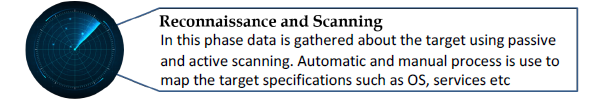 Reconnaissance and Scanning
In this phase data is gathered about the target using passive
and active scanning. Automatic and manual process is use to
map the target specifications such as OS, services etc